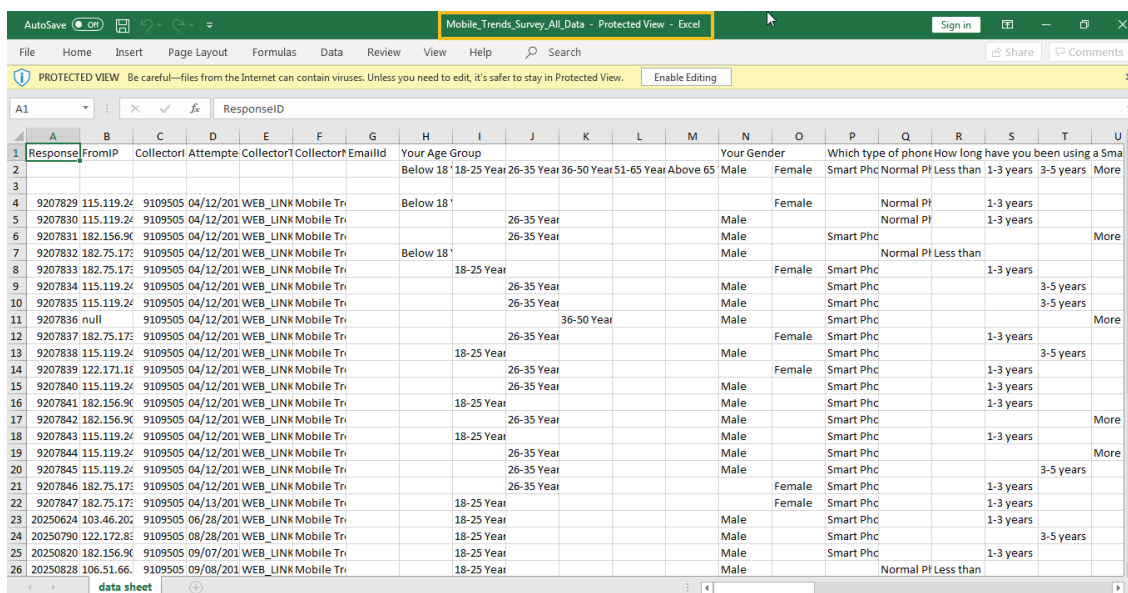 AutoSave Off Mobile_Trends_Survey_All_Data - Protected View - Excel Sign in
File Home Insert Page Layout Formulas Data Review View Help Search Share Comments
PROTECTED VIEW Be careful—files from the Internet can contain viruses. Unless you need to edit, it's safer to stay in Protected View. Enable Editing
A1 fx ResponseID
A B C D E F G H I J K L M N O P Q R S T U
1 Response FromIP CollectorI Attempte CollectorT CollectorN EmailId Your Age Group Your Gender Which type of phone How long have you been using a Sma
2 Below 18 Y 18-25 Year 26-35 Year 36-50 Year 51-65 Year Above 65 Male Female Smart Pho Normal Ph Less than 1-3 years 3-5 years More
3
4 9207829 115.119.24 9109505 04/12/201 WEB_LINK Mobile Tre Below 18 Y Female Normal Ph 1-3 years
5 9207830 115.119.24 9109505 04/12/201 WEB_LINK Mobile Tre 26-35 Year Male Normal Ph 1-3 years
6 9207831 182.156.90 9109505 04/12/201 WEB_LINK Mobile Tre 26-35 Year Male Smart Pho More
7 9207832 182.75.173 9109505 04/12/201 WEB_LINK Mobile Tre Below 18 Y Male Normal Ph Less than
8 9207833 182.75.173 9109505 04/12/201 WEB_LINK Mobile Tre 18-25 Year Female Smart Pho 1-3 years
9 9207834 115.119.24 9109505 04/12/201 WEB_LINK Mobile Tre 26-35 Year Male Smart Pho 3-5 years
10 9207835 115.119.24 9109505 04/12/201 WEB_LINK Mobile Tre 26-35 Year Male Smart Pho 3-5 years
11 9207836 null 9109505 04/12/201 WEB_LINK Mobile Tre 36-50 Year Male Smart Pho More
12 9207837 182.75.173 9109505 04/12/201 WEB_LINK Mobile Tre 26-35 Year Female Smart Pho 1-3 years
13 9207838 115.119.24 9109505 04/12/201 WEB_LINK Mobile Tre 18-25 Year Male Smart Pho 3-5 years
14 9207839 122.171.18 9109505 04/12/201 WEB_LINK Mobile Tre 26-35 Year Female Smart Pho 1-3 years
15 9207840 115.119.24 9109505 04/12/201 WEB_LINK Mobile Tre 26-35 Year Male Smart Pho 1-3 years
16 9207841 182.156.90 9109505 04/12/201 WEB_LINK Mobile Tre 18-25 Year Male Smart Pho 1-3 years
17 9207842 182.156.90 9109505 04/12/201 WEB_LINK Mobile Tre 26-35 Year Male Smart Pho More
18 9207843 115.119.24 9109505 04/12/201 WEB_LINK Mobile Tre 18-25 Year Male Smart Pho 1-3 years
19 9207844 115.119.24 9109505 04/12/201 WEB_LINK Mobile Tre 26-35 Year Male Smart Pho More
20 9207845 115.119.24 9109505 04/12/201 WEB_LINK Mobile Tre 26-35 Year Male Smart Pho 3-5 years
21 9207846 182.75.173 9109505 04/12/201 WEB_LINK Mobile Tre 26-35 Year Female Smart Pho 1-3 years
22 9207847 182.75.173 9109505 04/13/201 WEB_LINK Mobile Tre 18-25 Year Female Smart Pho 1-3 years
23 20250624 103.46.202 9109505 06/28/201 WEB_LINK Mobile Tre 18-25 Year Male Smart Pho 1-3 years
24 20250790 122.172.83 9109505 08/28/201 WEB_LINK Mobile Tre 18-25 Year Male Smart Pho 3-5 years
25 20250820 182.156.90 9109505 09/07/201 WEB_LINK Mobile Tre 18-25 Year Male Smart Pho 1-3 years
26 20250828 106.51.66. 9109505 09/08/201 WEB_LINK Mobile Tre 18-25 Year Male Normal Ph Less than
data sheet